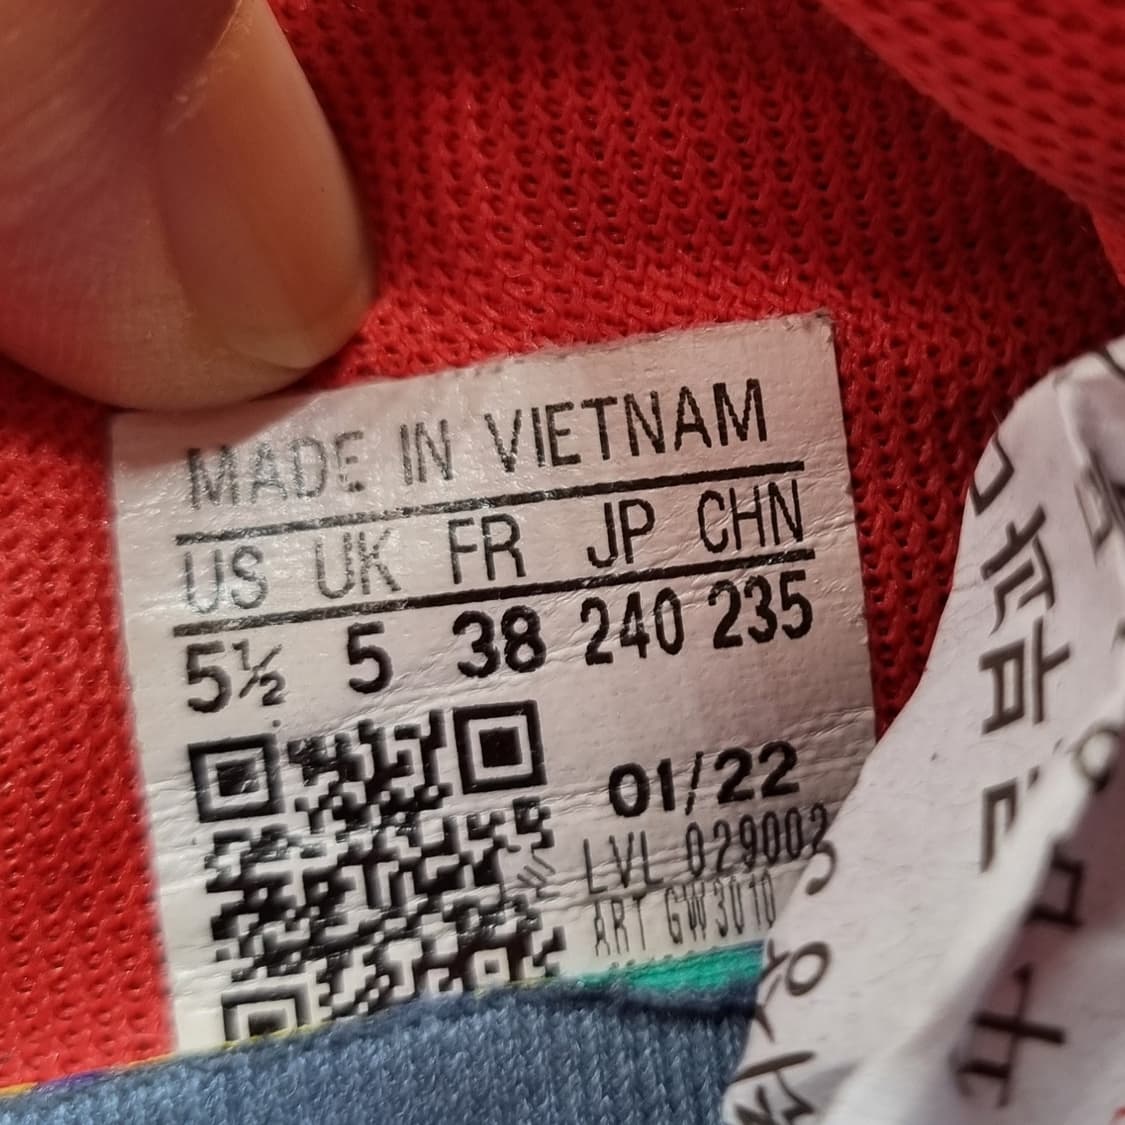 MADE IN VIETNAM
US UK FR JP CHN
5½ 5 38 240 235
01/22
LVL 029002
ART GW3010